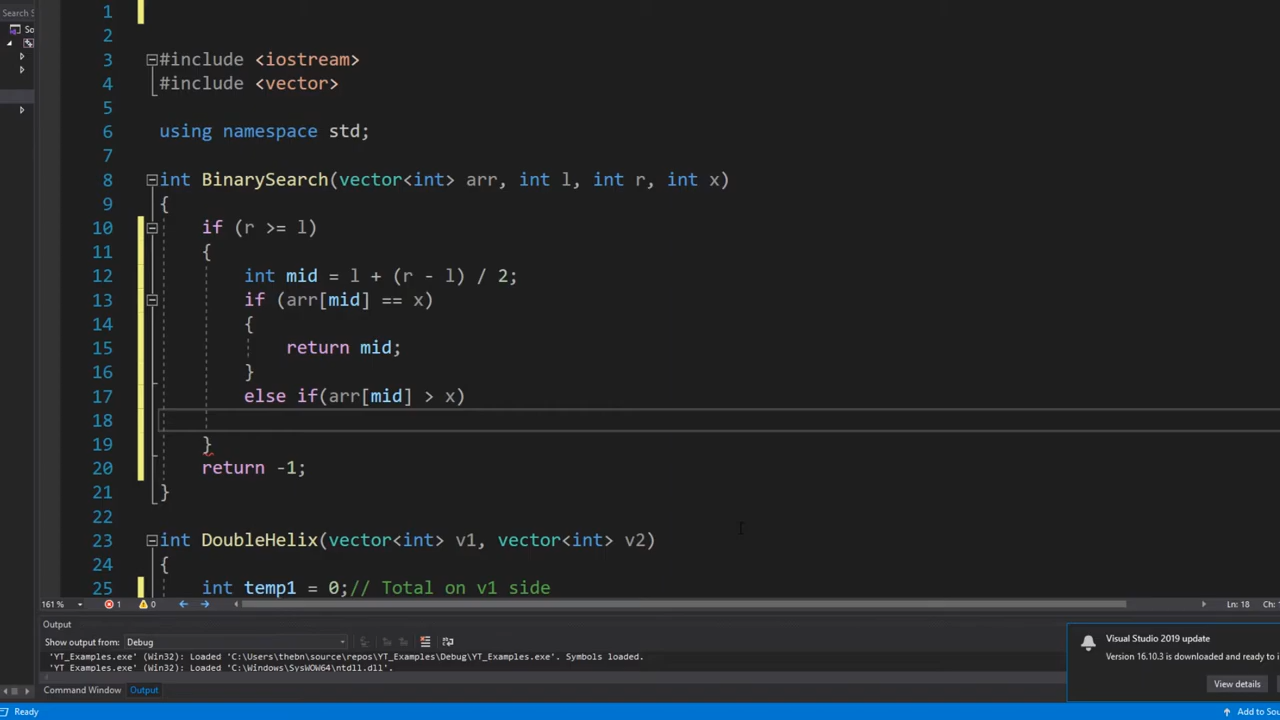 Search S
So
1
2
3 #include <iostream>
4 #include <vector>
5
6 using namespace std;
7
8 int BinarySearch(vector<int> arr, int l, int r, int x)
9 {
10 if (r >= l)
11 {
12 int mid = l + (r - l) / 2;
13 if (arr[mid] == x)
14 {
15 return mid;
16 }
17 else if(arr[mid] > x)
18
19 }
20 return -1;
21 }
22
23 int DoubleHelix(vector<int> v1, vector<int> v2)
24 {
25 int temp1 = 0;// Total on v1 side
161 % 1 0 Ln: 18 Ch:
Output
Show output from: Debug
'YT_Examples.exe' (Win32): Loaded 'C:\Users\thebn\source\repos\YT_Examples\Debug\YT_Examples.exe'. Symbols loaded.
'YT_Examples.exe' (Win32): Loaded 'C:\Windows\SysWOW64\ntdll.dll'.
Visual Studio 2019 update
Version 16.10.3 is downloaded and ready to i
View details
Command Window Output
Ready Add to Sou